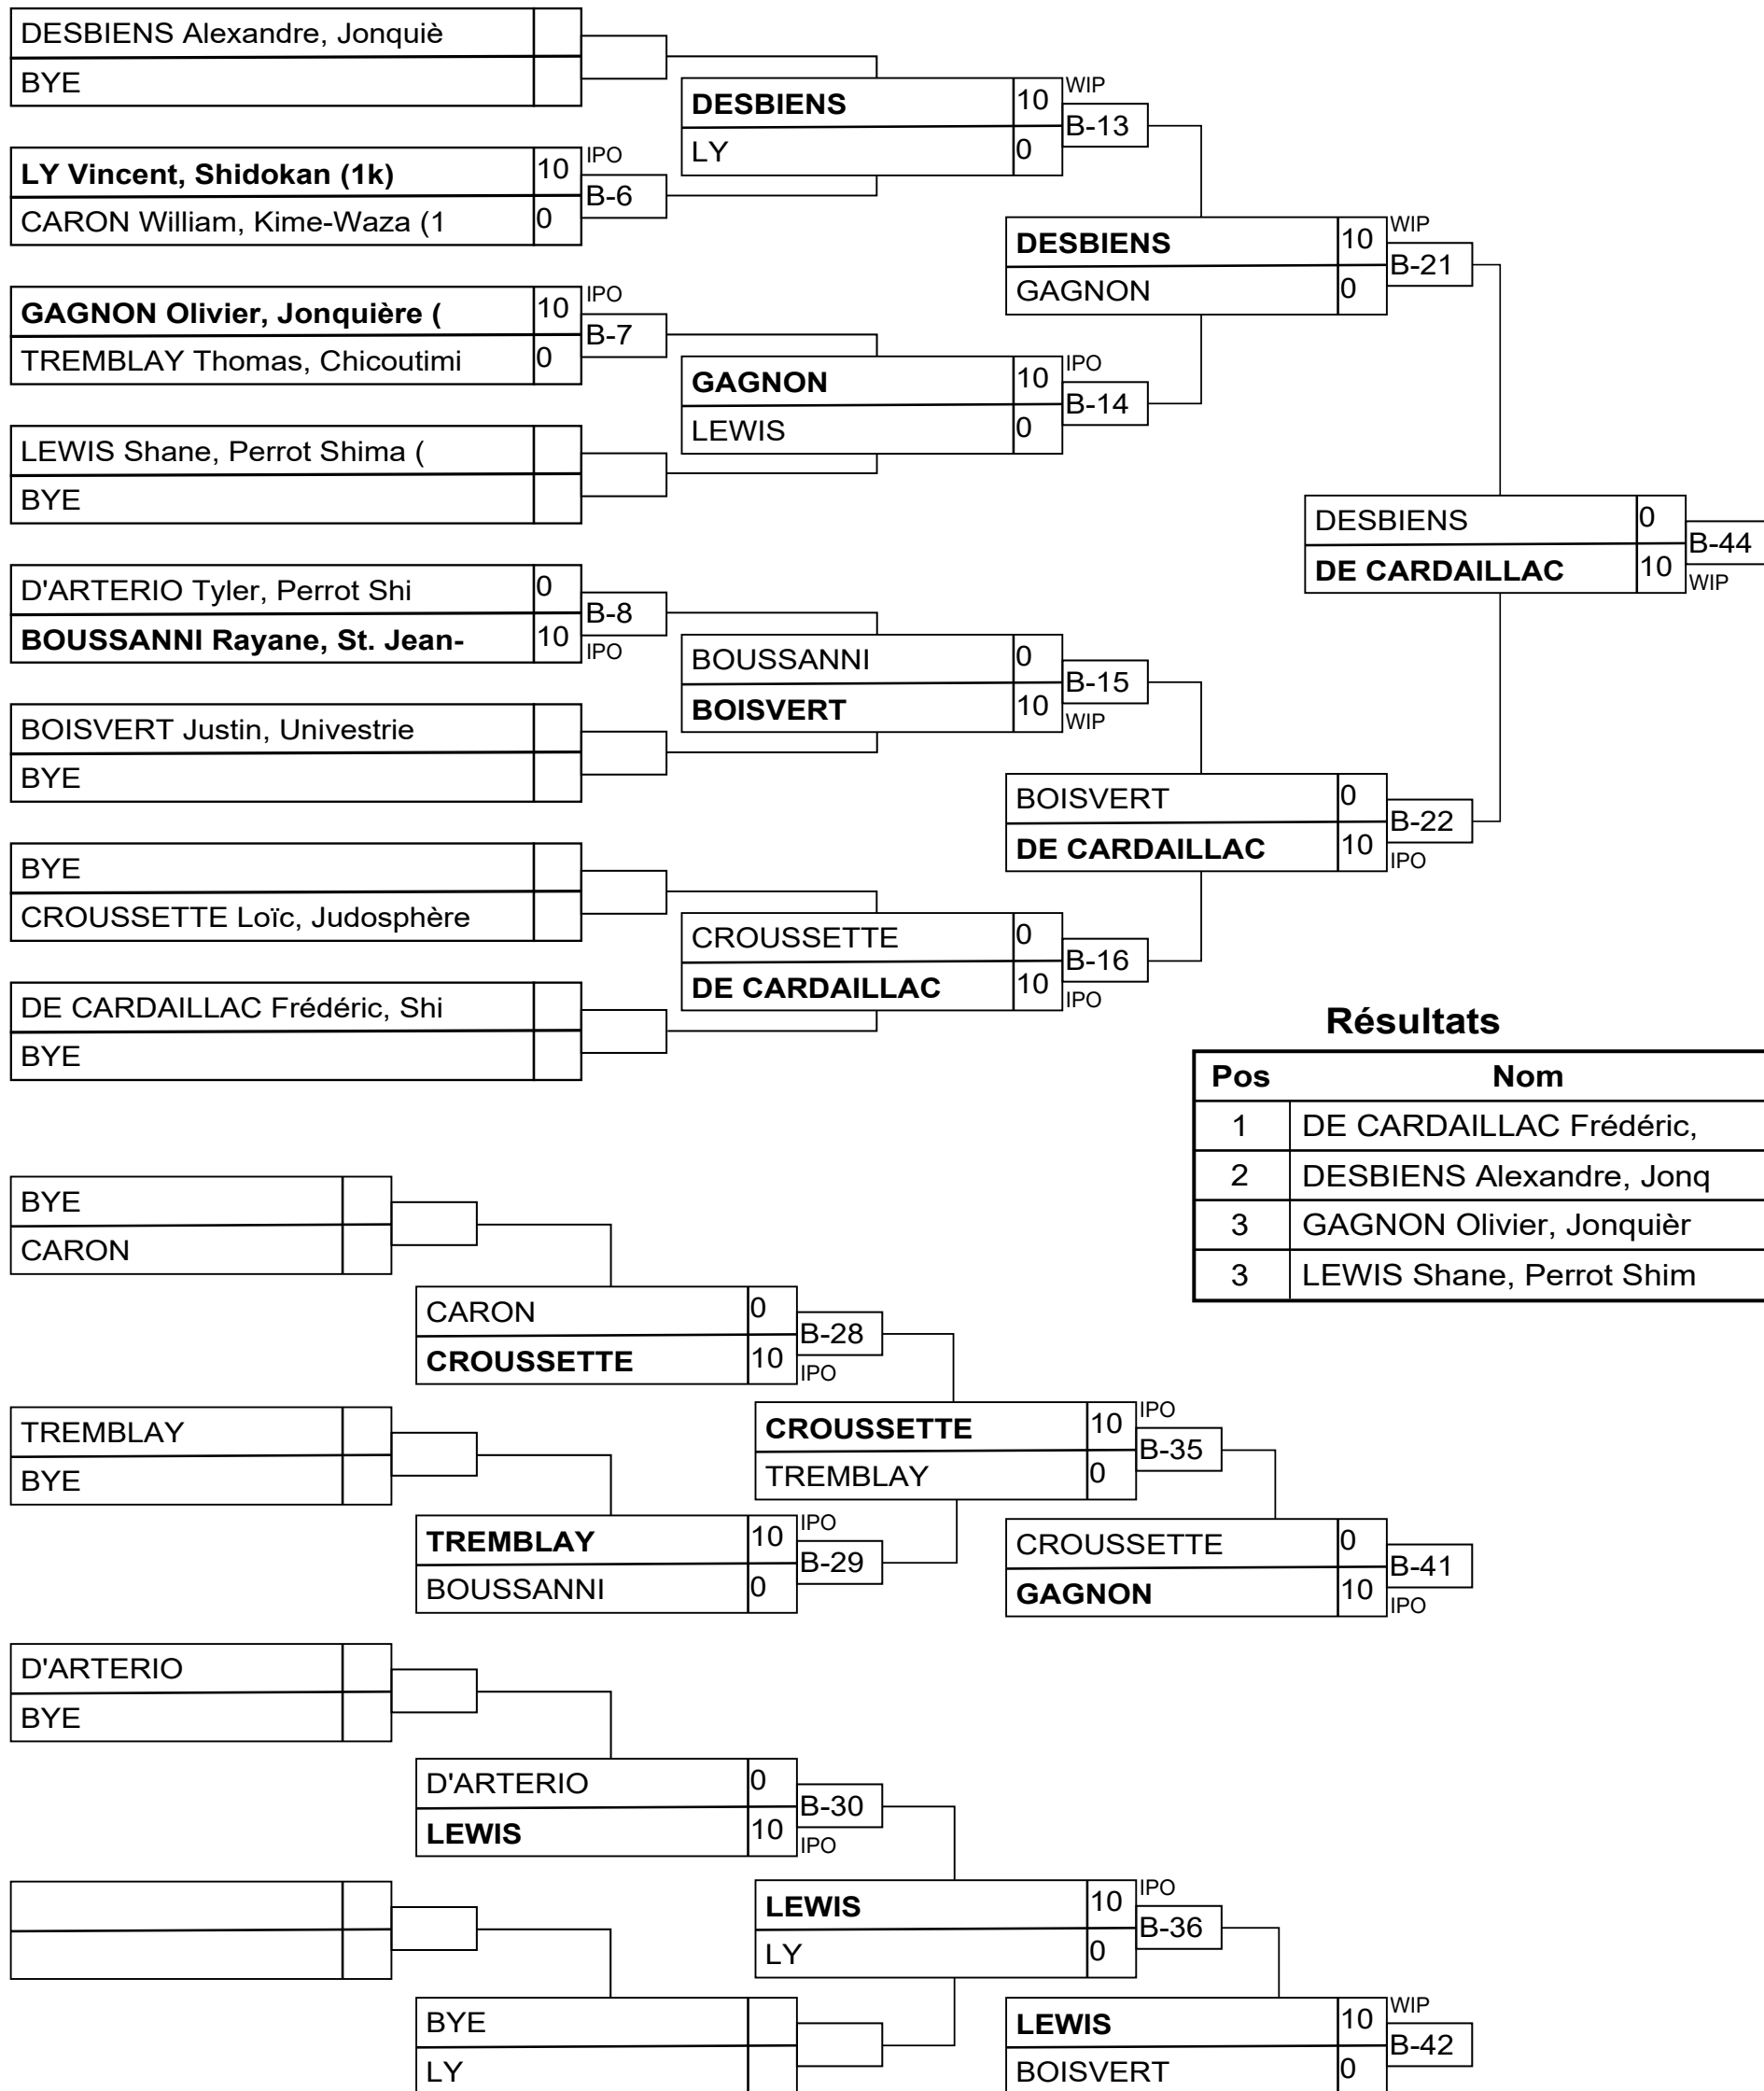 DESBIENS Alexandre, Jonquiè
BYE
LY Vincent, Shidokan (1k) 10 IPO
B-6
CARON William, Kime-Waza (1 0
GAGNON Olivier, Jonquière ( 10 IPO
B-7
TREMBLAY Thomas, Chicoutimi 0
LEWIS Shane, Perrot Shima (
BYE
D'ARTERIO Tyler, Perrot Shi 0
B-8
BOUSSANNI Rayane, St. Jean- 10 IPO
BOISVERT Justin, Univestrie
BYE
BYE
CROUSSETTE Loïc, Judosphère
DE CARDAILLAC Frédéric, Shi
BYE
DESBIENS 10 WIP
B-13
LY 0
GAGNON 10 IPO
B-14
LEWIS 0
BOUSSANNI 0
B-15
BOISVERT 10 WIP
CROUSSETTE 0
B-16
DE CARDAILLAC 10 IPO
DESBIENS 10 WIP
B-21
GAGNON 0
BOISVERT 0
B-22
DE CARDAILLAC 10 IPO
DESBIENS 0
B-44
DE CARDAILLAC 10 WIP
Résultats
Pos Nom
1 DE CARDAILLAC Frédéric,
2 DESBIENS Alexandre, Jonq
3 GAGNON Olivier, Jonquièr
3 LEWIS Shane, Perrot Shim
BYE
CARON
TREMBLAY
BYE
D'ARTERIO
BYE
CARON 0
B-28
CROUSSETTE 10 IPO
TREMBLAY 10 IPO
B-29
BOUSSANNI 0
D'ARTERIO 0
B-30
LEWIS 10 IPO
BYE
LY
CROUSSETTE 10 IPO
B-35
TREMBLAY 0
LEWIS 10 IPO
B-36
LY 0
CROUSSETTE 0
B-41
GAGNON 10 IPO
LEWIS 10 WIP
B-42
BOISVERT 0